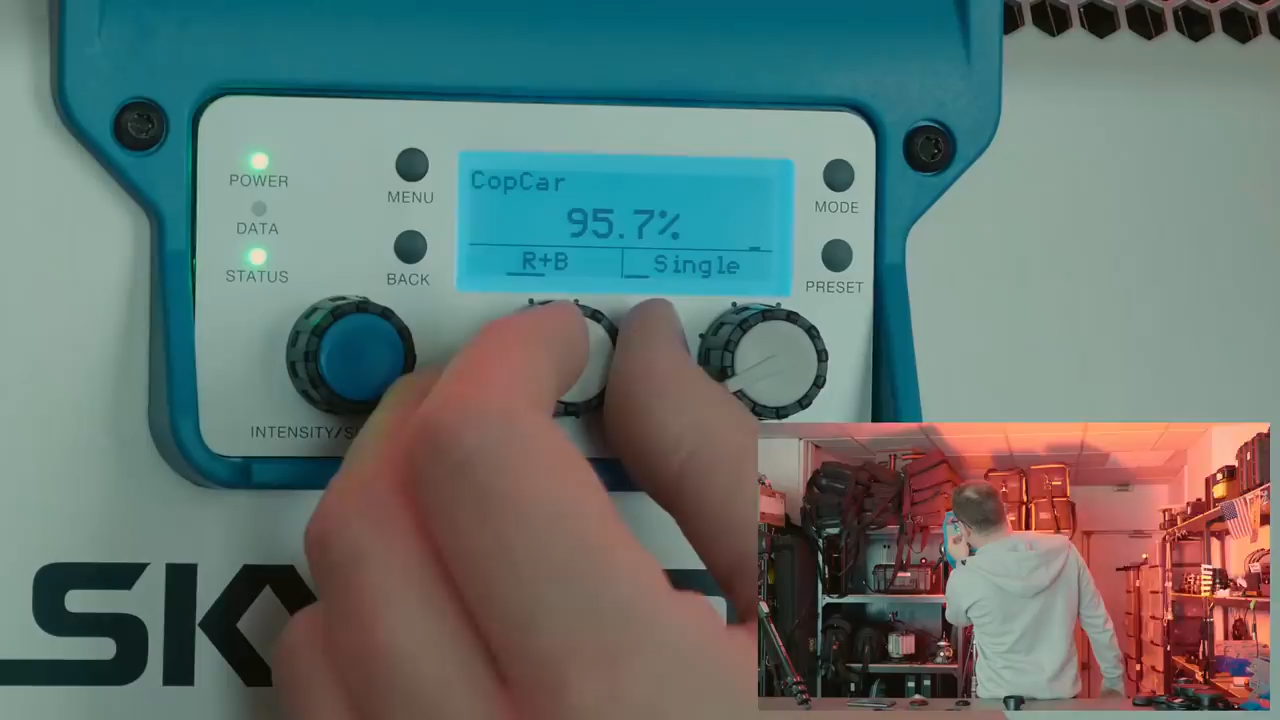 POWER
DATA
STATUS
MENU
BACK
CopCar
95.7%
R+B
Single
MODE
PRESET
INTENSITY/
SK